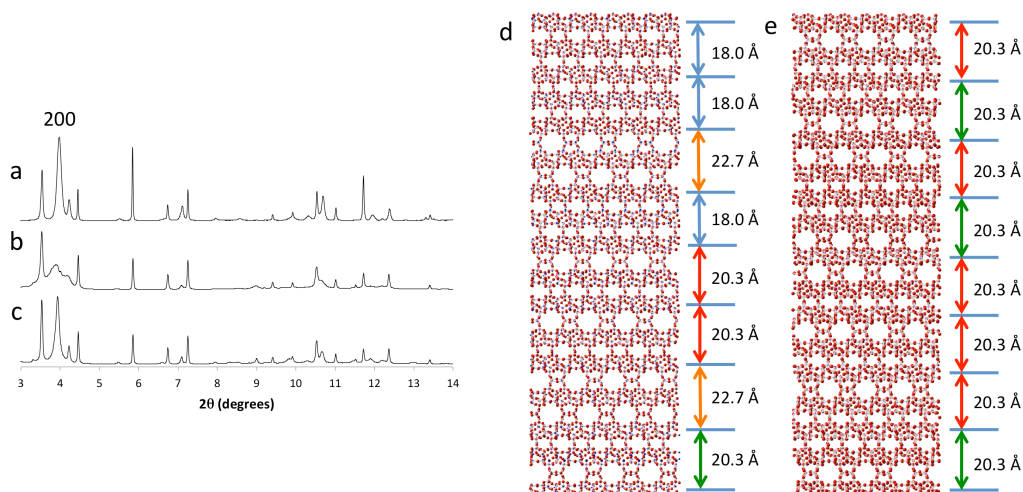 200
a
b
c
3 4 5 6 7 8 9 10 11 12 13 14
2θ (degrees)
d
18.0 Å
18.0 Å
22.7 Å
18.0 Å
20.3 Å
20.3 Å
22.7 Å
20.3 Å
e
20.3 Å
20.3 Å
20.3 Å
20.3 Å
20.3 Å
20.3 Å
20.3 Å
20.3 Å